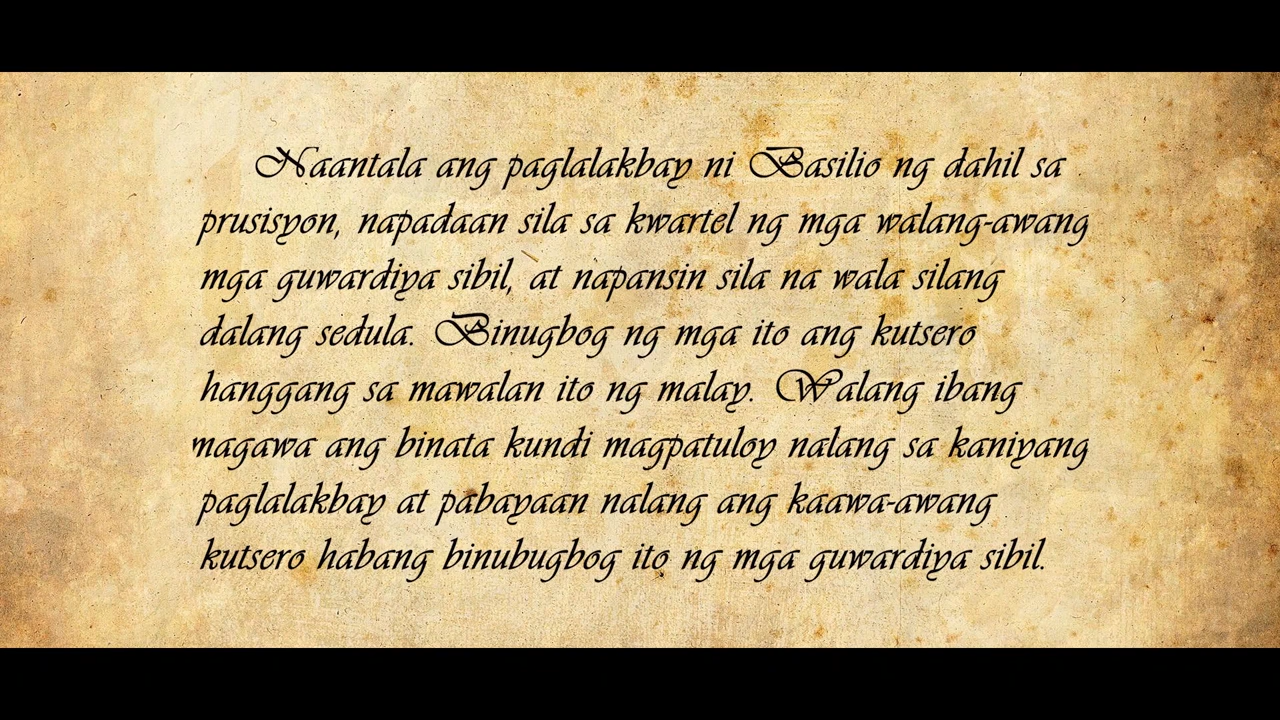 Naantala ang paglalakbay ni Basilio ng dahil sa
prusisyon, napadaan sila sa kwartel ng mga walang-awang
mga guwardiya sibil, at napansin sila na wala silang
dalang sedula. Binugbog ng mga ito ang kutsero
hanggang sa mawalan ito ng malay. Walang ibang
magawa ang binata kundi magpatuloy nalang sa kaniyang
paglalakbay at pabayaan nalang ang kaawa-awang
kutsero habang binubugbog ito ng mga guwardiya sibil.